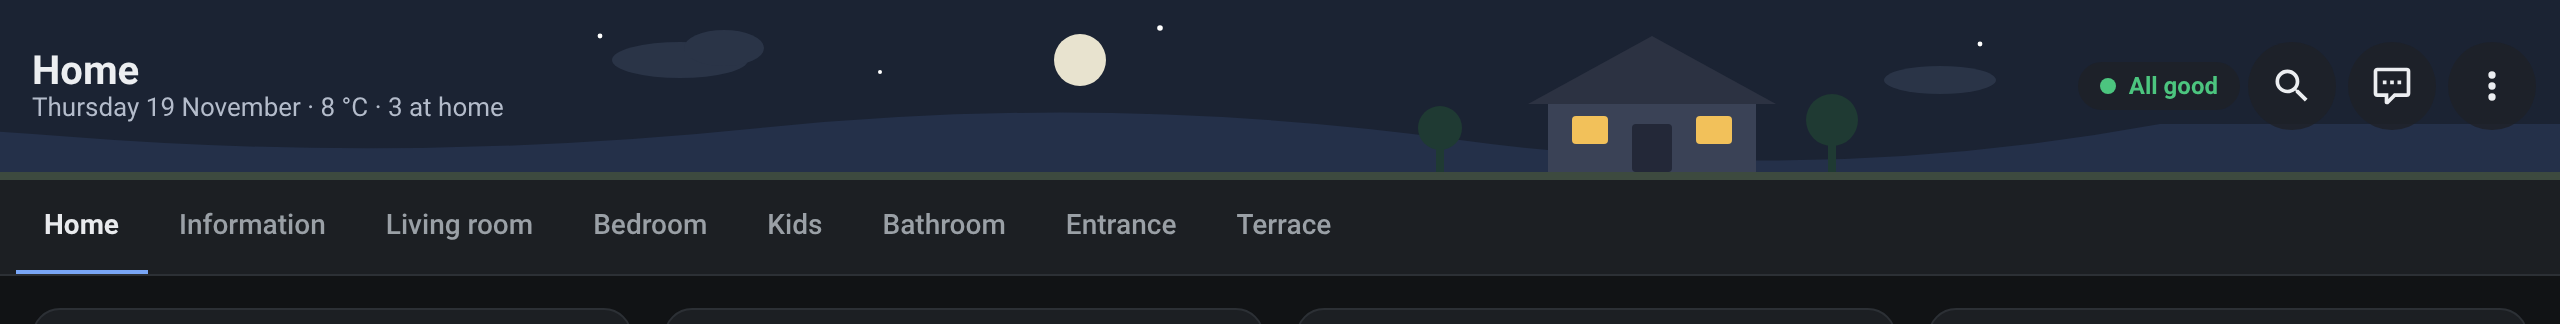 Home
Thursday 19 November · 8 °C · 3 at home
All good
Home
Information
Living room
Bedroom
Kids
Bathroom
Entrance
Terrace